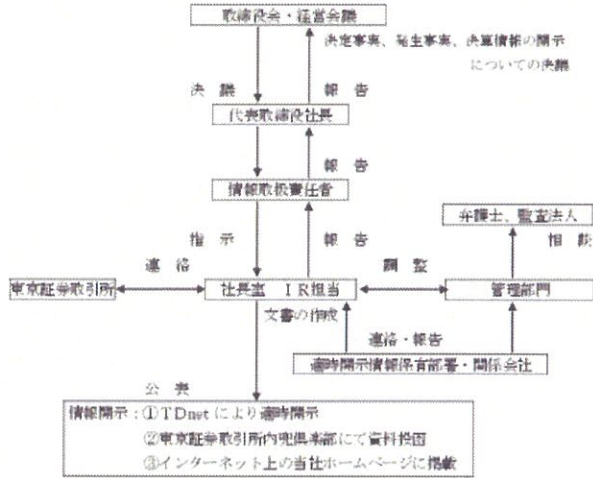 取締役会・経営会議
決定事実、発生事実、決算情報の開示
についての決議
決 議
報 告
代表取締役社長
報 告
情報取扱責任者
弁護士、監査法人
指 示
報 告
相 談
連 絡
調 整
東京証券取引所
社長室 IR担当
管理部門
文書の作成
連絡・報告
適時開示情報保有部署・関係会社
公 表
情報開示:①TDnetにより適時開示
②東京証券取引所内兜倶楽部にて資料投函
③インターネット上の当社ホームページに掲載